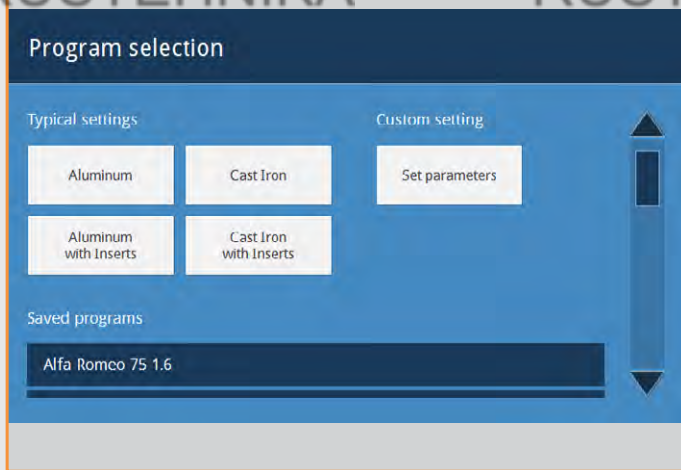 Program selection
Typical settings
Custom setting
Aluminum
Cast Iron
Set parameters
Aluminum
with Inserts
Cast Iron
with Inserts
Saved programs
Alfa Romeo 75 1.6